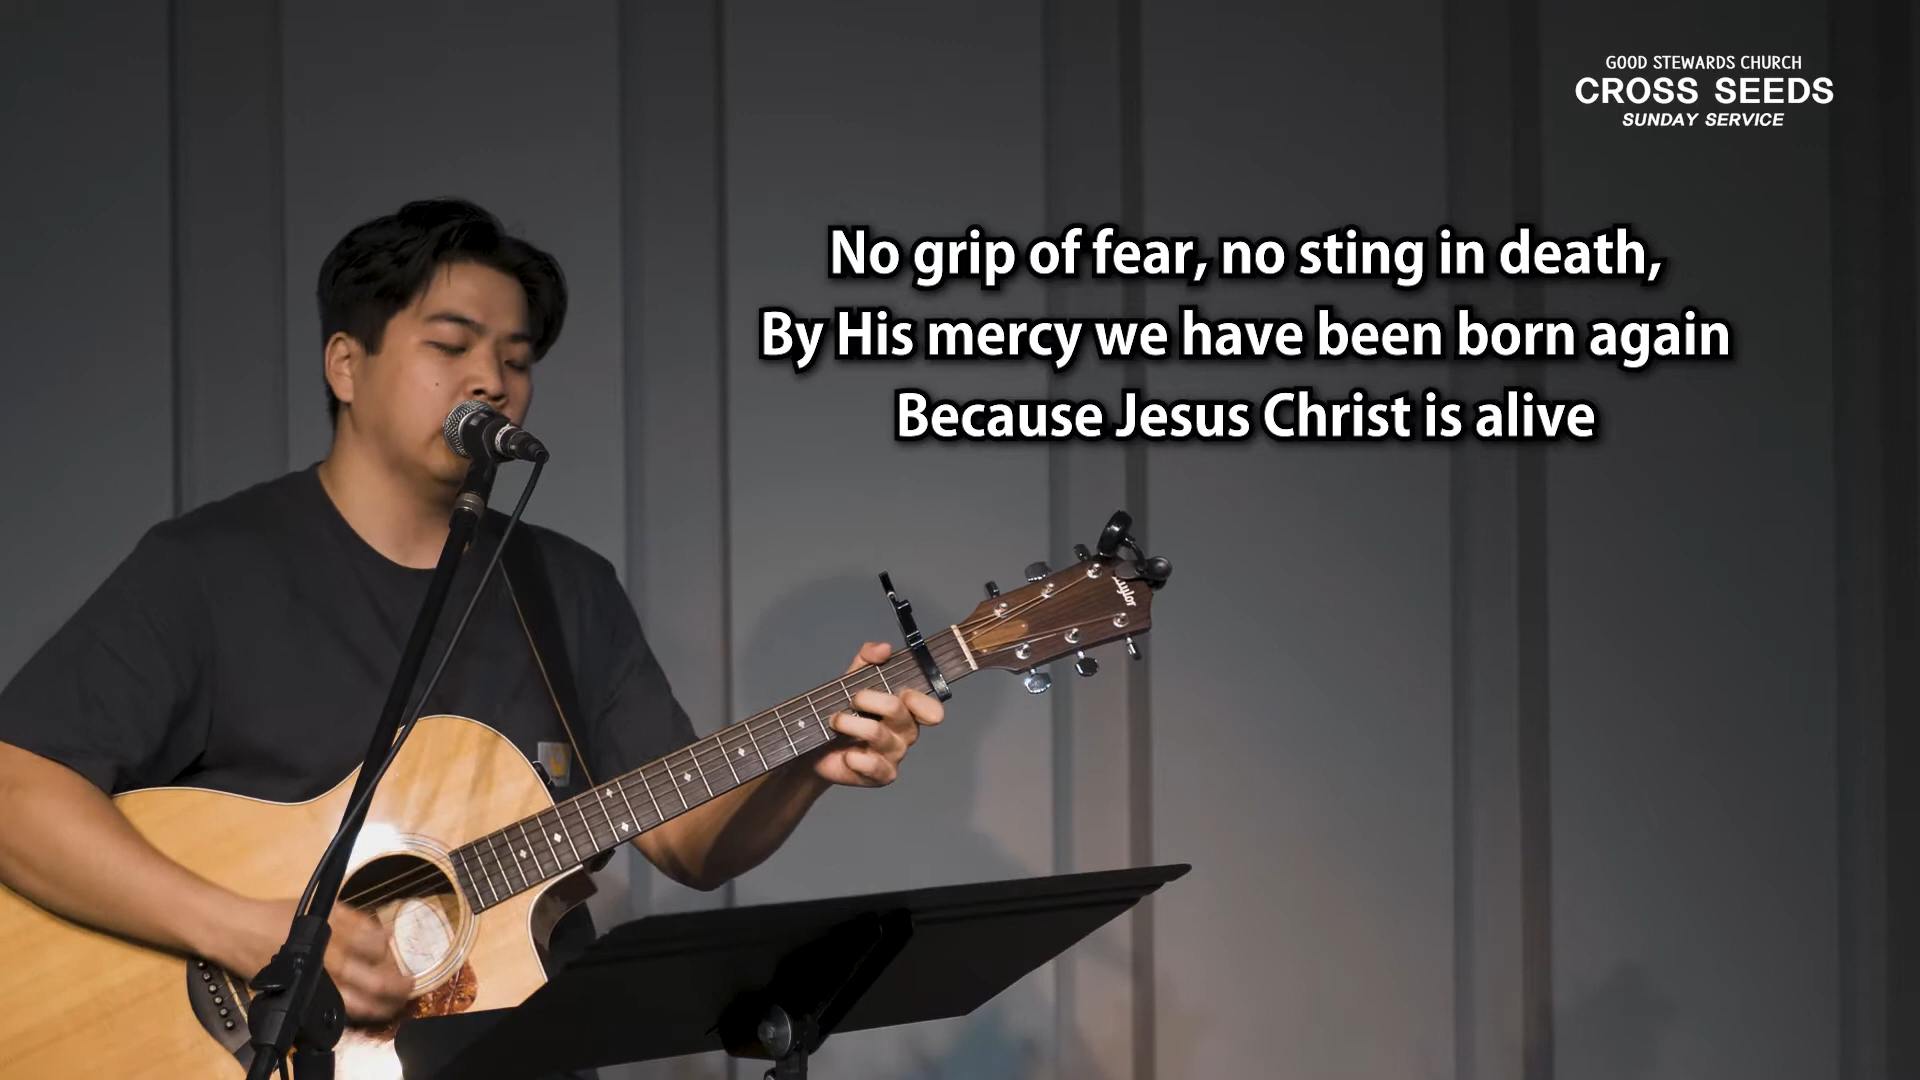 GOOD STEWARDS CHURCH
CROSS SEEDS
SUNDAY SERVICE
No grip of fear, no sting in death,
By His mercy we have been born again
Because Jesus Christ is alive
Taylor